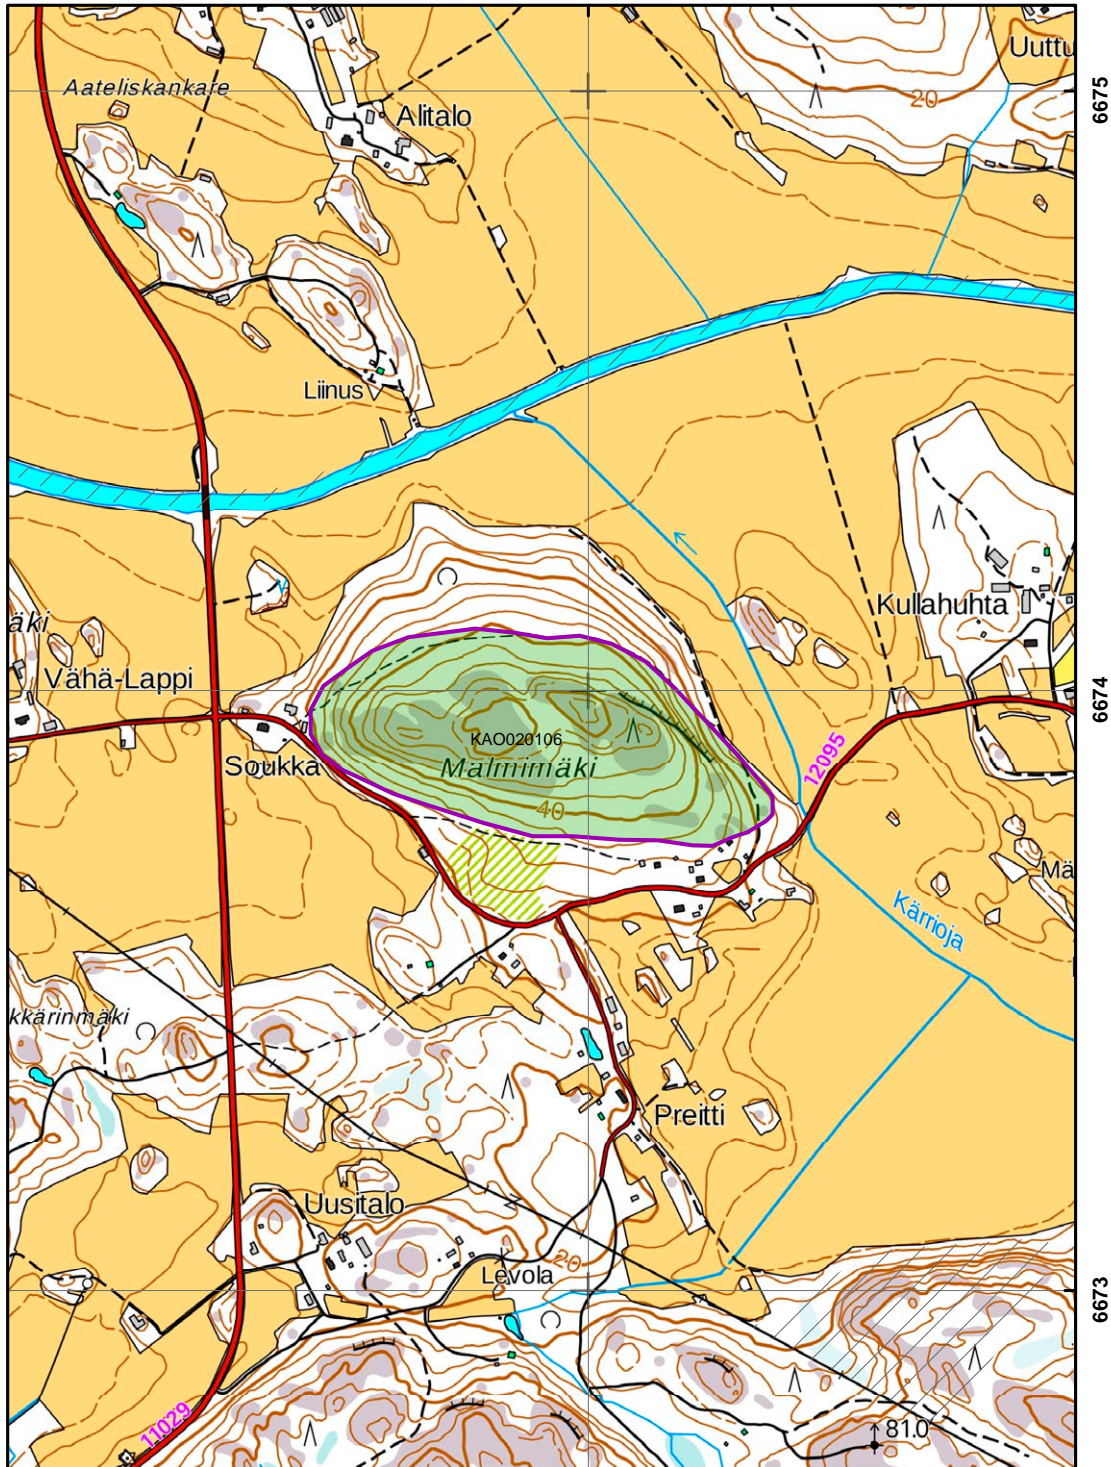 Uuttu
Aateliskankare
20
6675
Alitalo
Liinus
äki
Kullahuhta
Vähä-Lappi
6674
KAO020106
Soukka
Malmimäki
12095
40
Mä
Kärrioja
kkärinmäki
Preitti
Uusitalo
20
Levola
6673
11029
81.0